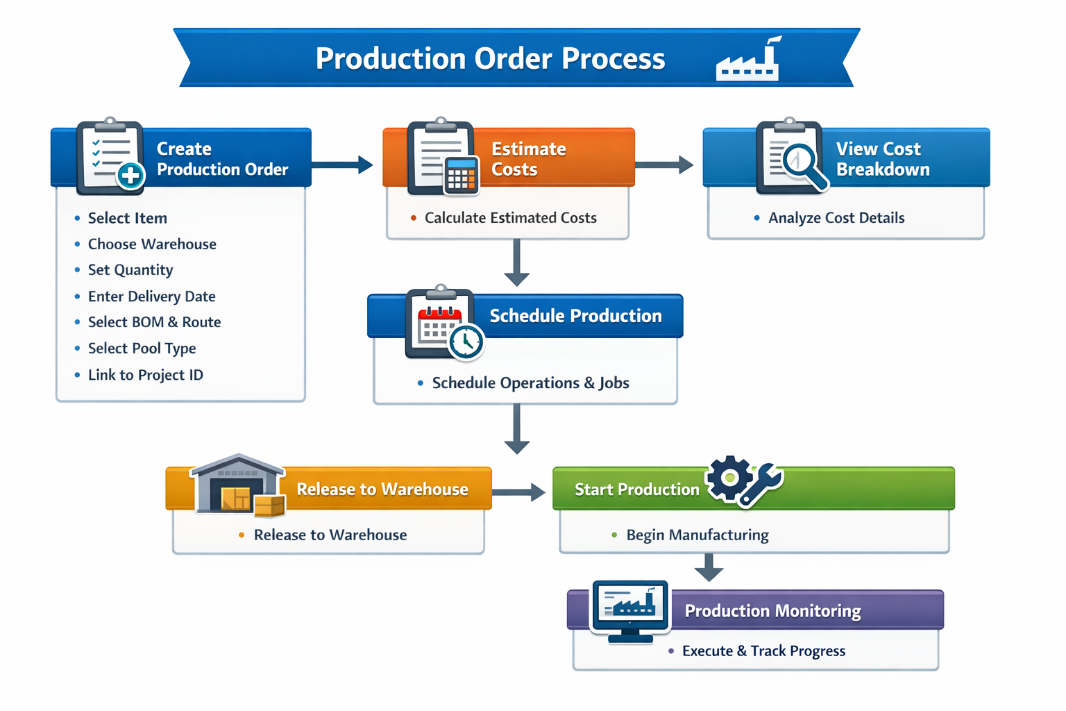 Production Order Process
Create
Production Order
• Select Item
• Choose Warehouse
• Set Quantity
• Enter Delivery Date
• Select BOM & Route
• Select Pool Type
• Link to Project ID
Estimate
Costs
• Calculate Estimated Costs
View Cost
Breakdown
• Analyze Cost Details
Schedule Production
• Schedule Operations & Jobs
Release to Warehouse
• Release to Warehouse
Start Production
• Begin Manufacturing
Production Monitoring
• Execute & Track Progress